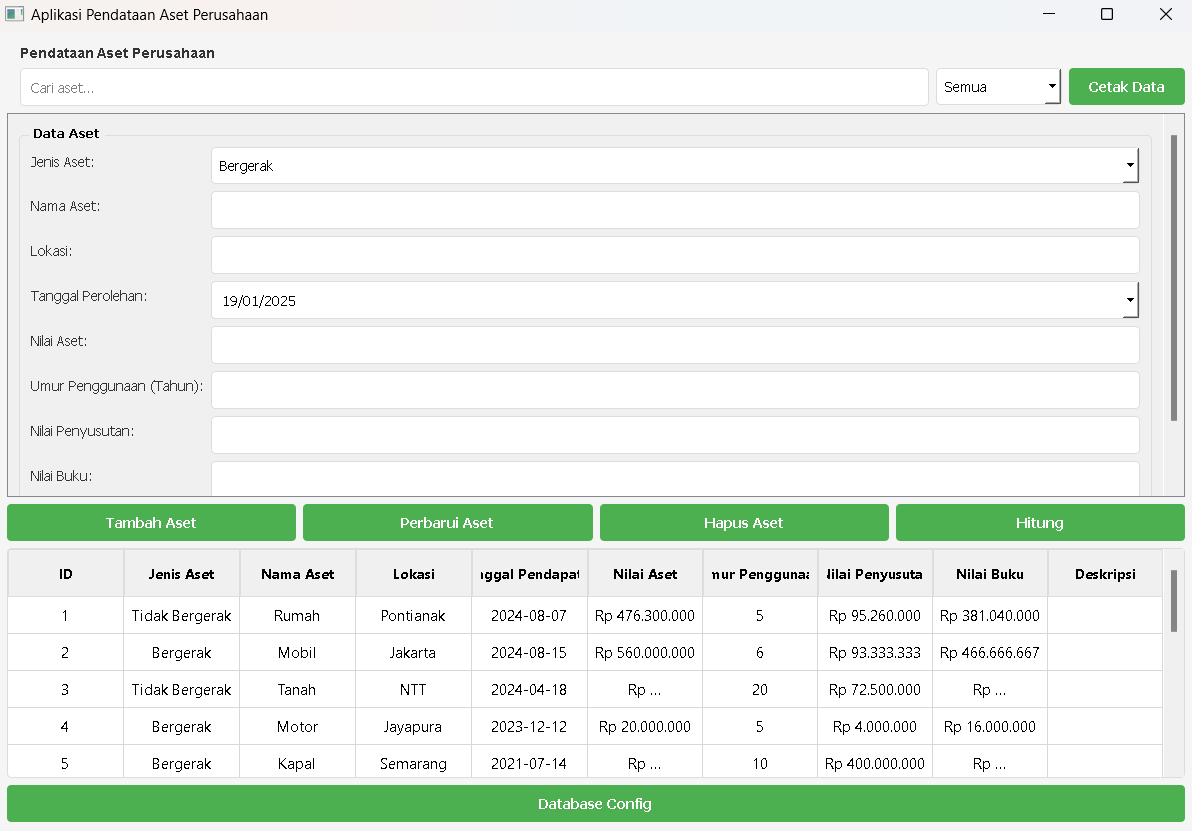 Aplikasi Pendataan Aset Perusahaan
Pendataan Aset Perusahaan
Cari aset...
Semua
Cetak Data
Data Aset
Jenis Aset:
Bergerak
Nama Aset:
Lokasi:
Tanggal Perolehan:
19/01/2025
Nilai Aset:
Umur Penggunaan (Tahun):
Nilai Penyusutan:
Nilai Buku:
Tambah Aset Perbarui Aset Hapus Aset Hitung
ID Jenis Aset Nama Aset Lokasi nggal Pendapat Nilai Aset mur Penggunaa Nilai Penyusuta Nilai Buku Deskripsi
1 Tidak Bergerak Rumah Pontianak 2024-08-07 Rp 476.300.000 5 Rp 95.260.000 Rp 381.040.000
2 Bergerak Mobil Jakarta 2024-08-15 Rp 560.000.000 6 Rp 93.333.333 Rp 466.666.667
3 Tidak Bergerak Tanah NTT 2024-04-18 Rp ... 20 Rp 72.500.000 Rp ...
4 Bergerak Motor Jayapura 2023-12-12 Rp 20.000.000 5 Rp 4.000.000 Rp 16.000.000
5 Bergerak Kapal Semarang 2021-07-14 Rp ... 10 Rp 400.000.000 Rp ...
Database Config